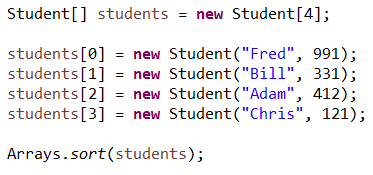 Student[] students = new Student[4];
students[0] = new Student("Fred", 991);
students[1] = new Student("Bill", 331);
students[2] = new Student("Adam", 412);
students[3] = new Student("Chris", 121);
Arrays.sort(students);